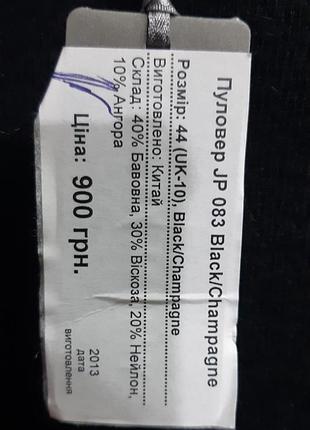 Пуловер JP 083 Black/Champagne
Розмір: 44 (UK-10), Black/Champagne
Виготовлено: Китай
Склад: 40% Бавовна, 30% Віскоза, 20% Нейлон,
10% Ангора
Ціна: 900 грн.
2013
дата
виготовлення